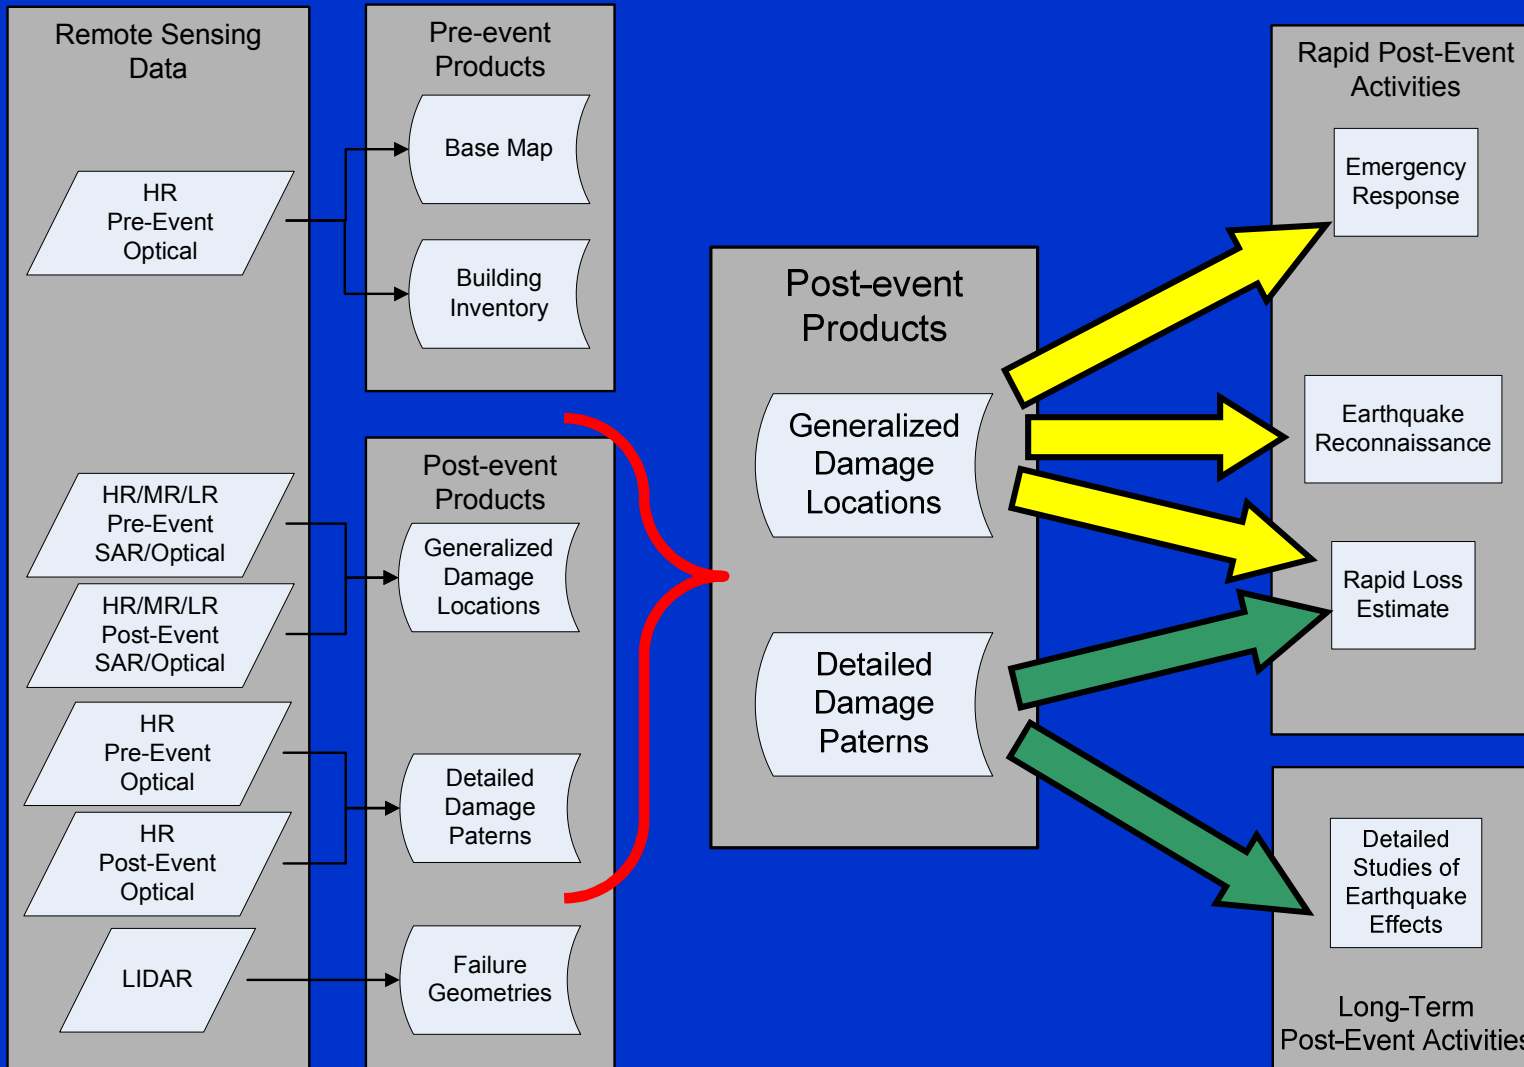 Remote Sensing
Data
HR
Pre-Event
Optical
HR/MR/LR
Pre-Event
SAR/Optical
HR/MR/LR
Post-Event
SAR/Optical
HR
Pre-Event
Optical
HR
Post-Event
Optical
LIDAR
Pre-event
Products
Base Map
Building
Inventory
Post-event
Products
Generalized
Damage
Locations
Detailed
Damage
Paterns
Failure
Geometries
Post-event
Products
Generalized
Damage
Locations
Detailed
Damage
Paterns
Rapid Post-Event
Activities
Emergency
Response
Earthquake
Reconnaissance
Rapid Loss
Estimate
Detailed
Studies of
Earthquake
Effects
Long-Term
Post-Event Activities